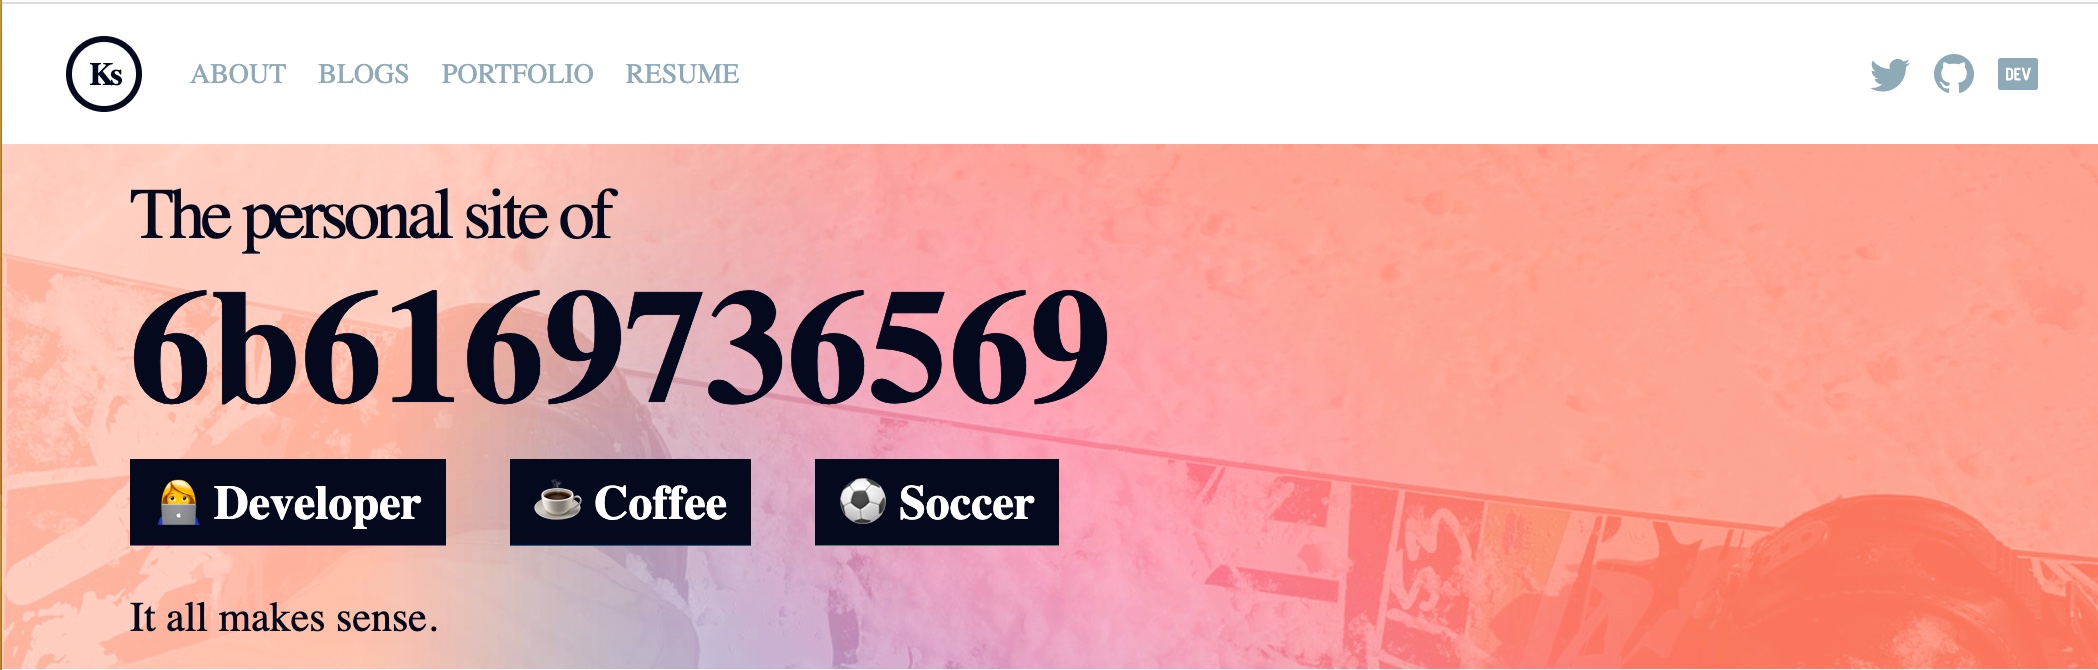 Ks ABOUT BLOGS PORTFOLIO RESUME DEV
The personal site of
6b6169736569
Developer Coffee Soccer
It all makes sense.